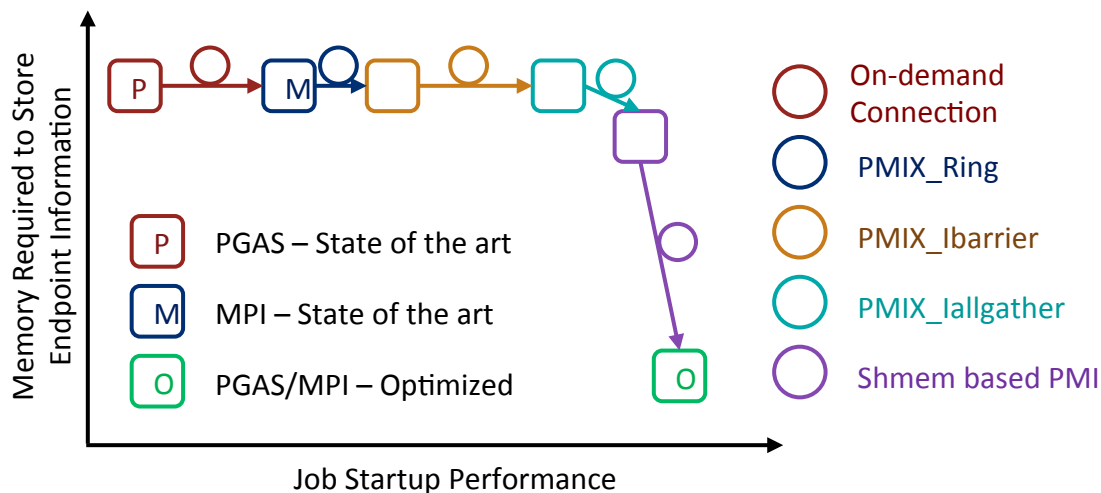 Memory Required to Store
Endpoint Information
P
M
P PGAS – State of the art
M MPI – State of the art
O PGAS/MPI – Optimized
O
Job Startup Performance
On-demand
Connection
PMIX_Ring
PMIX_Ibarrier
PMIX_Iallgather
Shmem based PMI